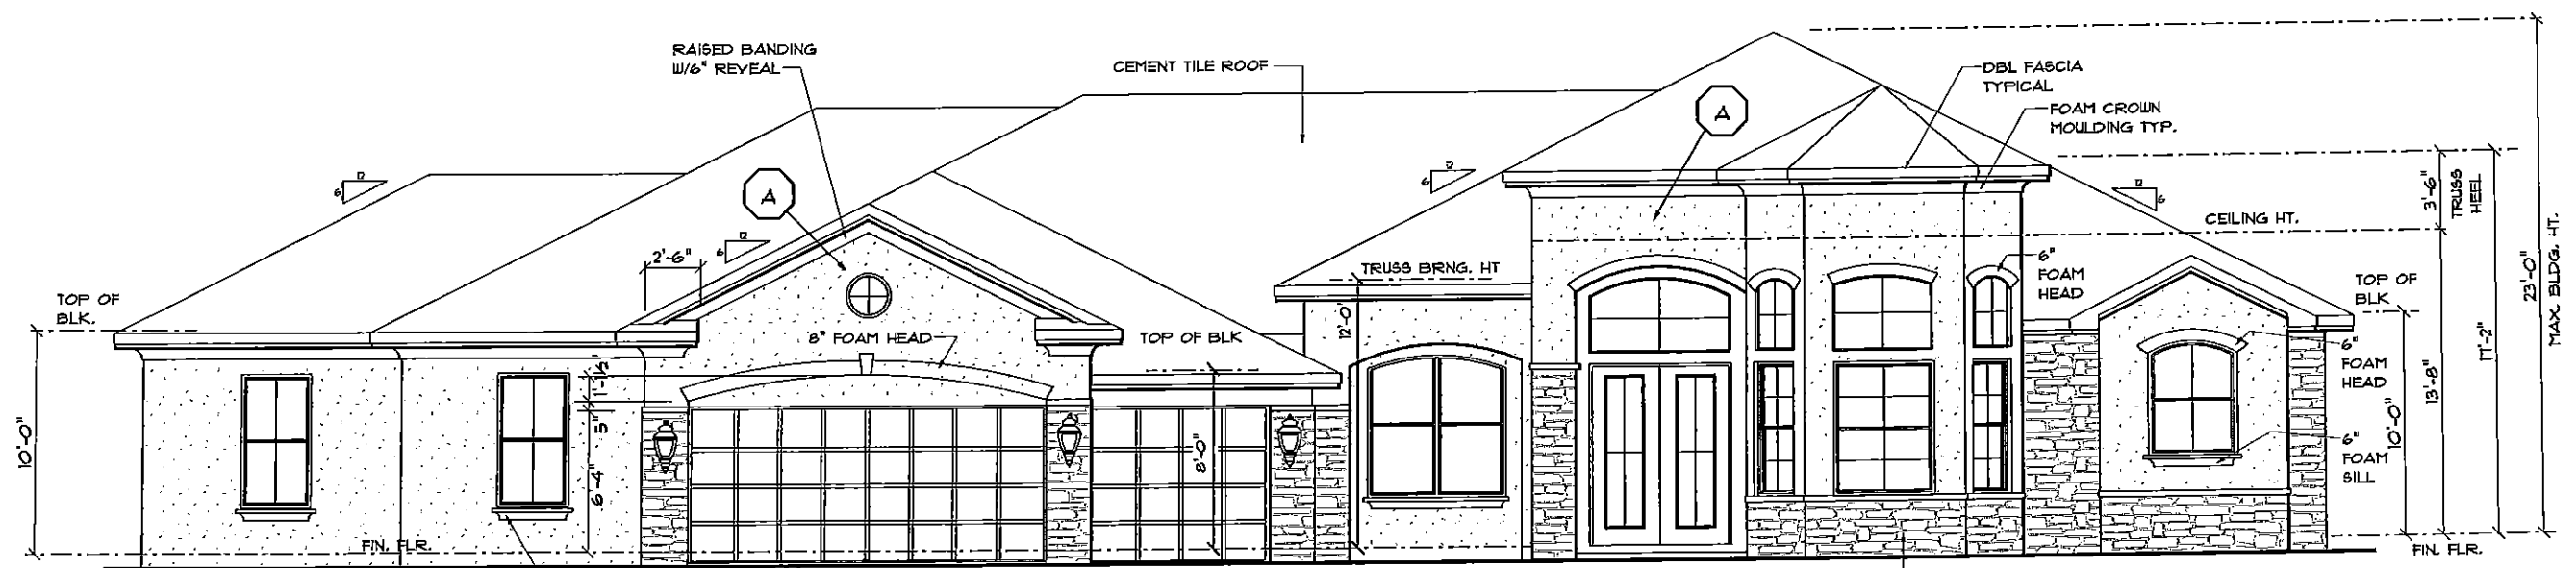 RAISED BANDING
W/6" REVEAL
CEMENT TILE ROOF
DBL FASCIA
TYPICAL
FOAM CROWN
MOULDING TYP.
A
A
12
6
12
6
12
6
12
6
3'-6"
TRUSS
HEEL
CEILING HT.
23'-0"
MAX. BLDG. HT.
2'-6"
TRUSS BRNG. HT
6"
FOAM
HEAD
TOP OF
BLK
TOP OF
BLK.
8" FOAM HEAD
TOP OF BLK
12'-0"
17'-2"
13'-8"
6"
FOAM
HEAD
1'-1½"
5"
6'-4"
8'-0"
10'-0"
10'-0"
6"
FOAM
SILL
FIN. FLR.
FIN. FLR.